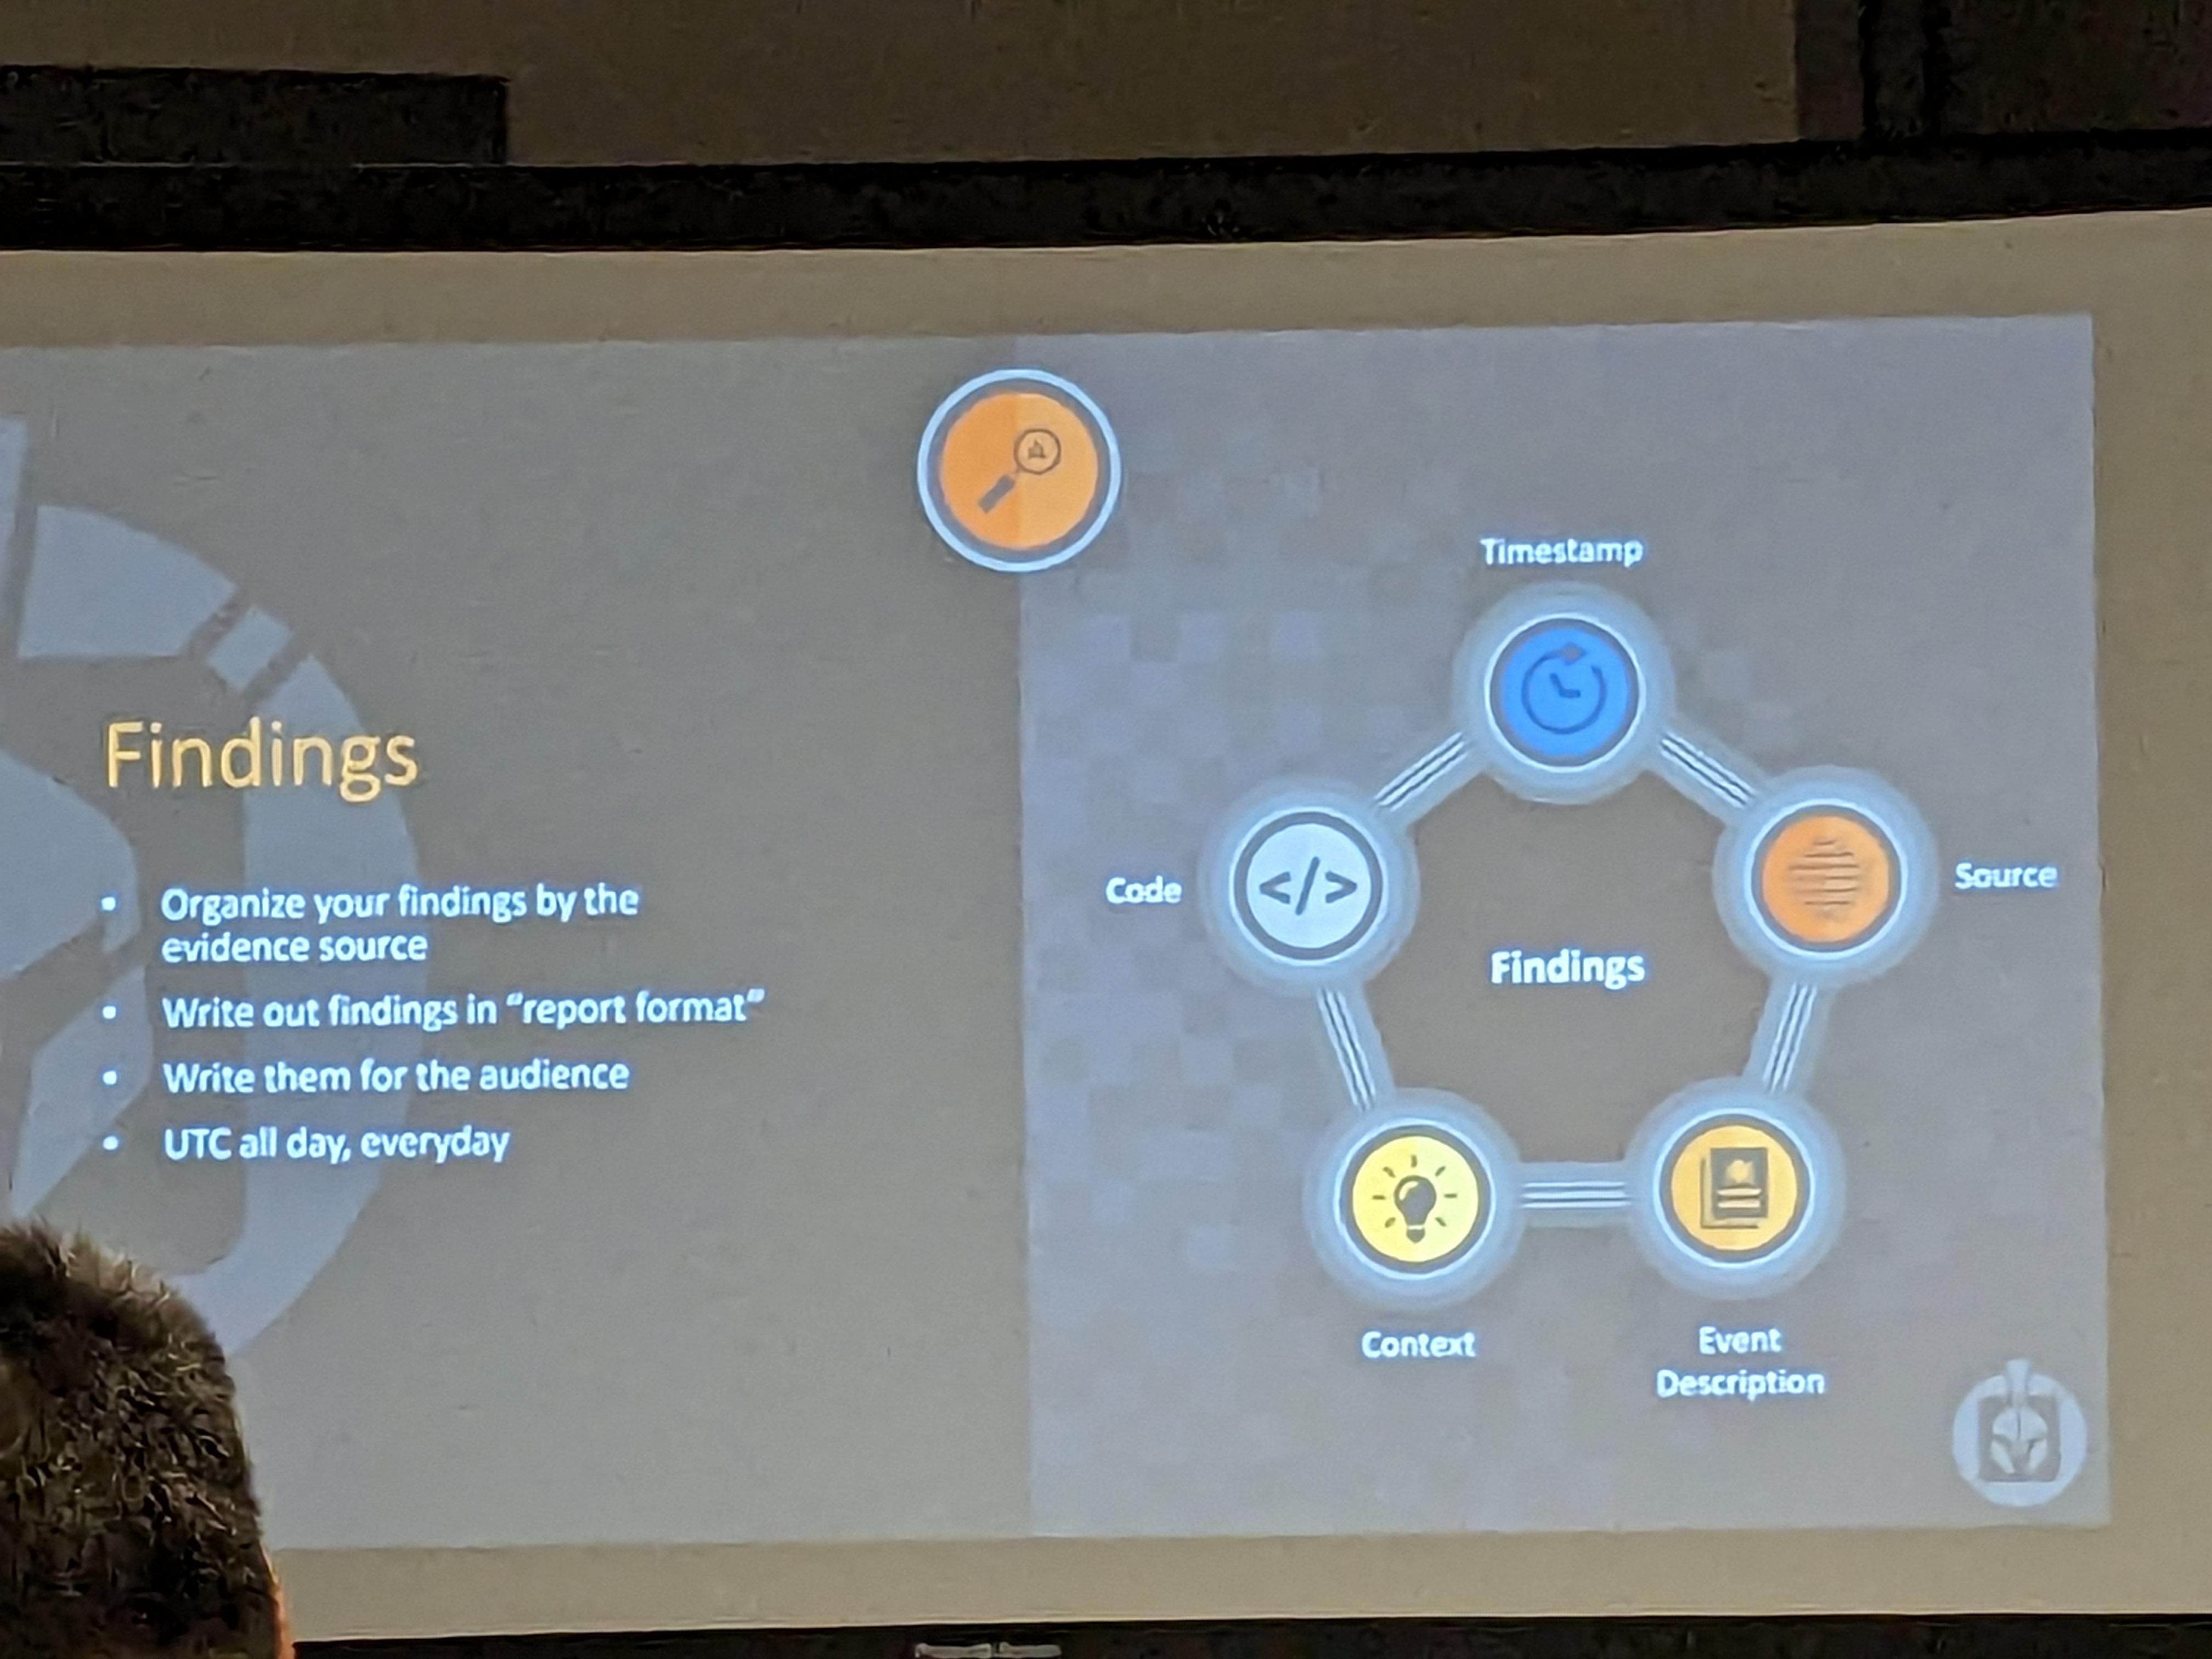 Findings
• Organize your findings by the
evidence source
• Write out findings in “report format”
• Write them for the audience
• UTC all day, everyday
Timestamp
Code
</>
Source
Findings
Context
Event
Description